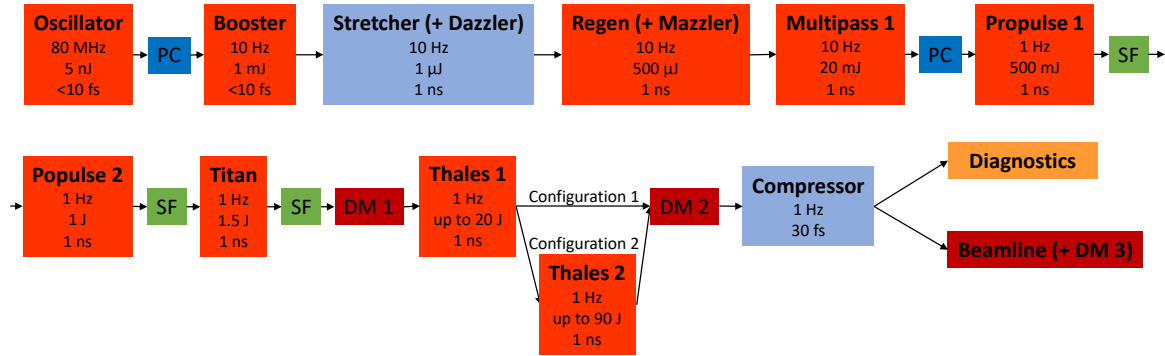 Oscillator
80 MHz
5 nJ
<10 fs
PC
Booster
10 Hz
1 mJ
<10 fs
Stretcher (+ Dazzler)
10 Hz
1 µJ
1 ns
Regen (+ Mazzler)
10 Hz
500 µJ
1 ns
Multipass 1
10 Hz
20 mJ
1 ns
PC
Propulse 1
1 Hz
500 mJ
1 ns
SF
Populse 2
1 Hz
1 J
1 ns
SF
Titan
1 Hz
1.5 J
1 ns
SF
DM 1
Thales 1
1 Hz
up to 20 J
1 ns
Configuration 1
Configuration 2
Thales 2
1 Hz
up to 90 J
1 ns
DM 2
Compressor
1 Hz
30 fs
Diagnostics
Beamline (+ DM 3)